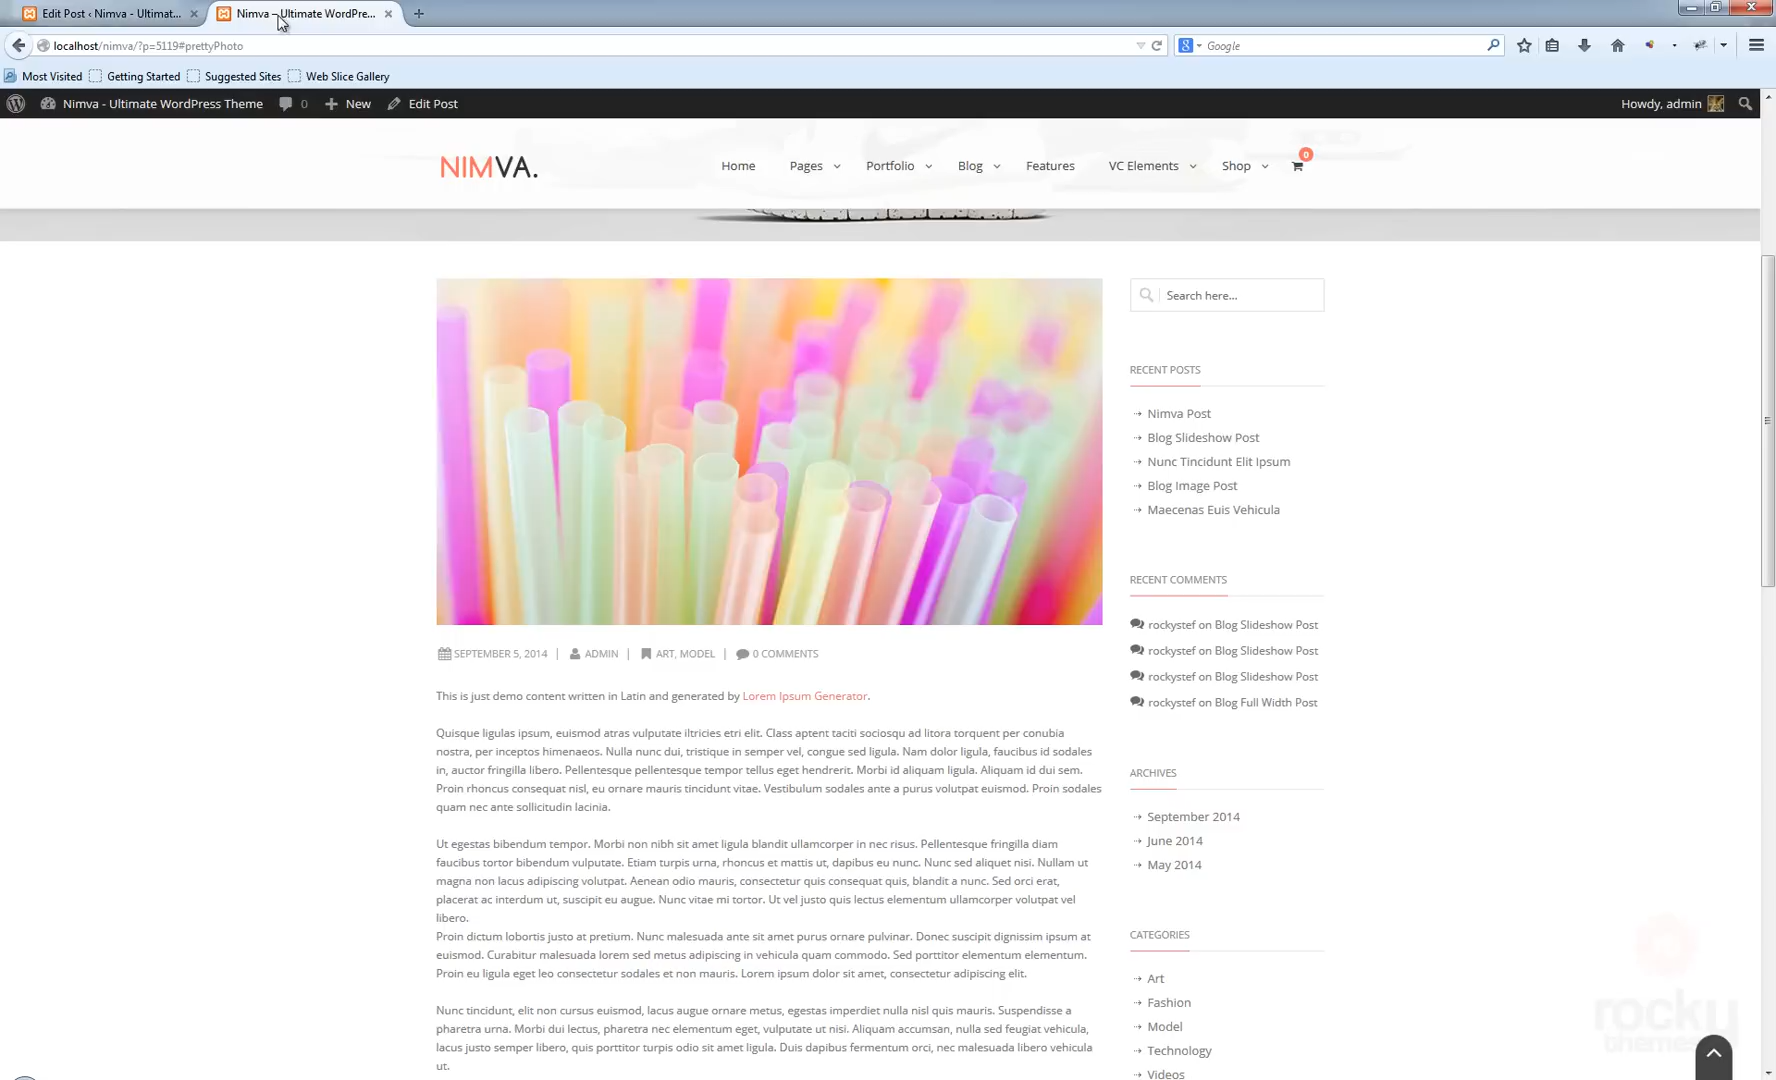 Edit Post ‹ Nimva - Ultimat...
Nimva – Ultimate WordPre...
localhost/nimva/?p=5119#prettyPhoto
Google
Most Visited
Getting Started
Suggested Sites
Web Slice Gallery
Nimva - Ultimate WordPress Theme
0
New
Edit Post
Howdy, admin
NIMVA.
Home
Pages
Portfolio
Blog
Features
VC Elements
Shop
0
Search here...
RECENT POSTS
Nimva Post
Blog Slideshow Post
Nunc Tincidunt Elit Ipsum
Blog Image Post
Maecenas Euis Vehicula
RECENT COMMENTS
rockystef on Blog Slideshow Post
rockystef on Blog Slideshow Post
rockystef on Blog Slideshow Post
rockystef on Blog Full Width Post
SEPTEMBER 5, 2014 | ADMIN | ART, MODEL | 0 COMMENTS
This is just demo content written in Latin and generated by Lorem Ipsum Generator.
Quisque ligulas ipsum, euismod atras vulputate iltricies etri elit. Class aptent taciti sociosqu ad litora torquent per conubia
nostra, per inceptos himenaeos. Nulla nunc dui, tristique in semper vel, congue sed ligula. Nam dolor ligula, faucibus id sodales
in, auctor fringilla libero. Pellentesque pellentesque tempor tellus eget hendrerit. Morbi id aliquam ligula. Aliquam id dui sem.
Proin rhoncus consequat nisl, eu ornare mauris tincidunt vitae. Vestibulum sodales ante a purus volutpat euismod. Proin sodales
quam nec ante sollicitudin lacinia.
Ut egestas bibendum tempor. Morbi non nibh sit amet ligula blandit ullamcorper in nec risus. Pellentesque fringilla diam
faucibus tortor bibendum vulputate. Etiam turpis urna, rhoncus et mattis ut, dapibus eu nunc. Nunc sed aliquet nisi. Nullam ut
magna non lacus adipiscing volutpat. Aenean odio mauris, consectetur quis consequat quis, blandit a nunc. Sed orci erat,
placerat ac interdum ut, suscipit eu augue. Nunc vitae mi tortor. Ut vel justo quis lectus elementum ullamcorper volutpat vel
libero.
Proin dictum lobortis justo at pretium. Nunc malesuada ante sit amet purus ornare pulvinar. Donec suscipit dignissim ipsum at
euismod. Curabitur malesuada lorem sed metus adipiscing in vehicula quam commodo. Sed porttitor elementum elementum.
Proin eu ligula eget leo consectetur sodales et non mauris. Lorem ipsum dolor sit amet, consectetur adipiscing elit.
Nunc tincidunt, elit non cursus euismod, lacus augue ornare metus, egestas imperdiet nulla nisl quis mauris. Suspendisse a
pharetra urna. Morbi dui lectus, pharetra nec elementum eget, vulputate ut nisi. Aliquam accumsan, nulla sed feugiat vehicula,
lacus justo semper libero, quis porttitor turpis odio sit amet ligula. Duis dapibus fermentum orci, nec malesuada libero vehicula
ut.
ARCHIVES
September 2014
June 2014
May 2014
CATEGORIES
Art
Fashion
Model
Technology
Videos
rocky
themes